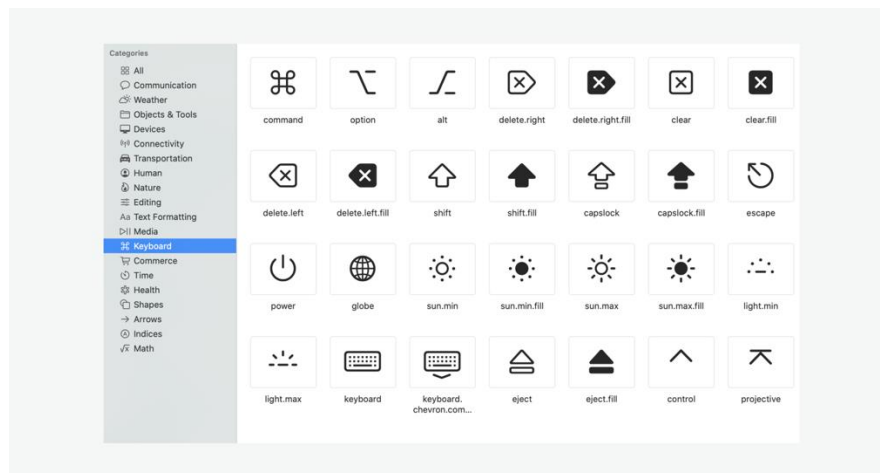 Categories
All
Communication
Weather
Objects & Tools
Devices
Connectivity
Transportation
Human
Nature
Editing
Aa Text Formatting
Media
Keyboard
Commerce
Time
Health
Shapes
Arrows
Indices
√x Math
command option alt delete.right delete.right.fill clear clear.fill
delete.left delete.left.fill shift shift.fill capslock capslock.fill escape
power globe sun.min sun.min.fill sun.max sun.max.fill light.min
light.max keyboard keyboard. eject eject.fill control projective
chevron.com...